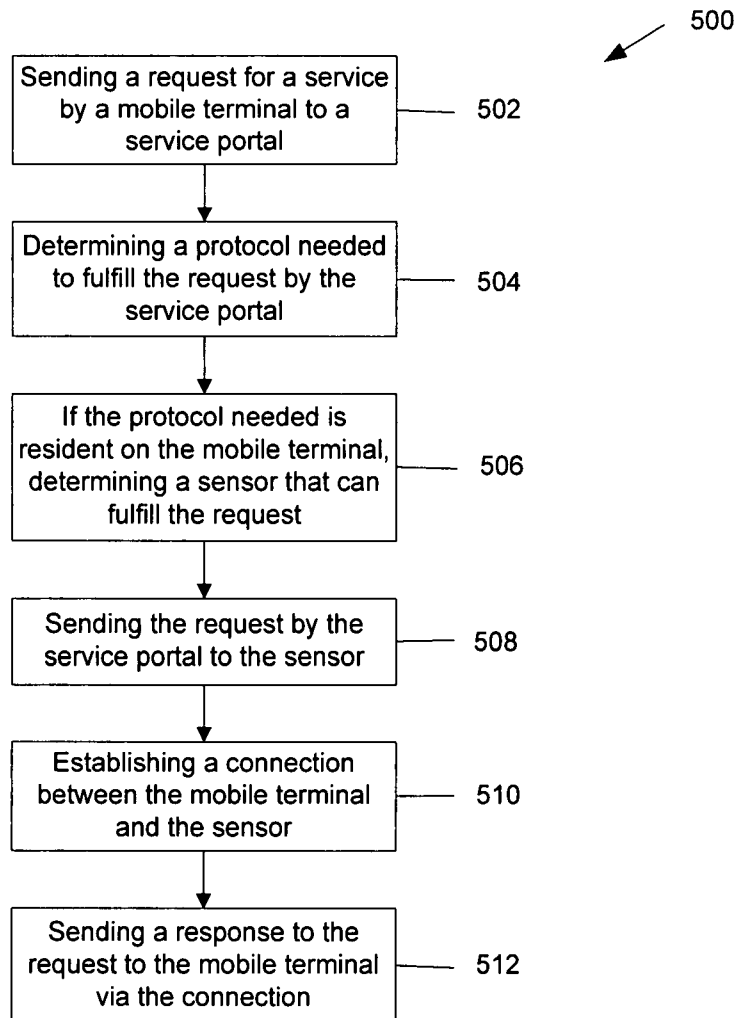 500
Sending a request for a service
by a mobile terminal to a
service portal
502
Determining a protocol needed
to fulfill the request by the
service portal
504
If the protocol needed is
resident on the mobile terminal,
determining a sensor that can
fulfill the request
506
Sending the request by the
service portal to the sensor
508
Establishing a connection
between the mobile terminal
and the sensor
510
Sending a response to the
request to the mobile terminal
via the connection
512